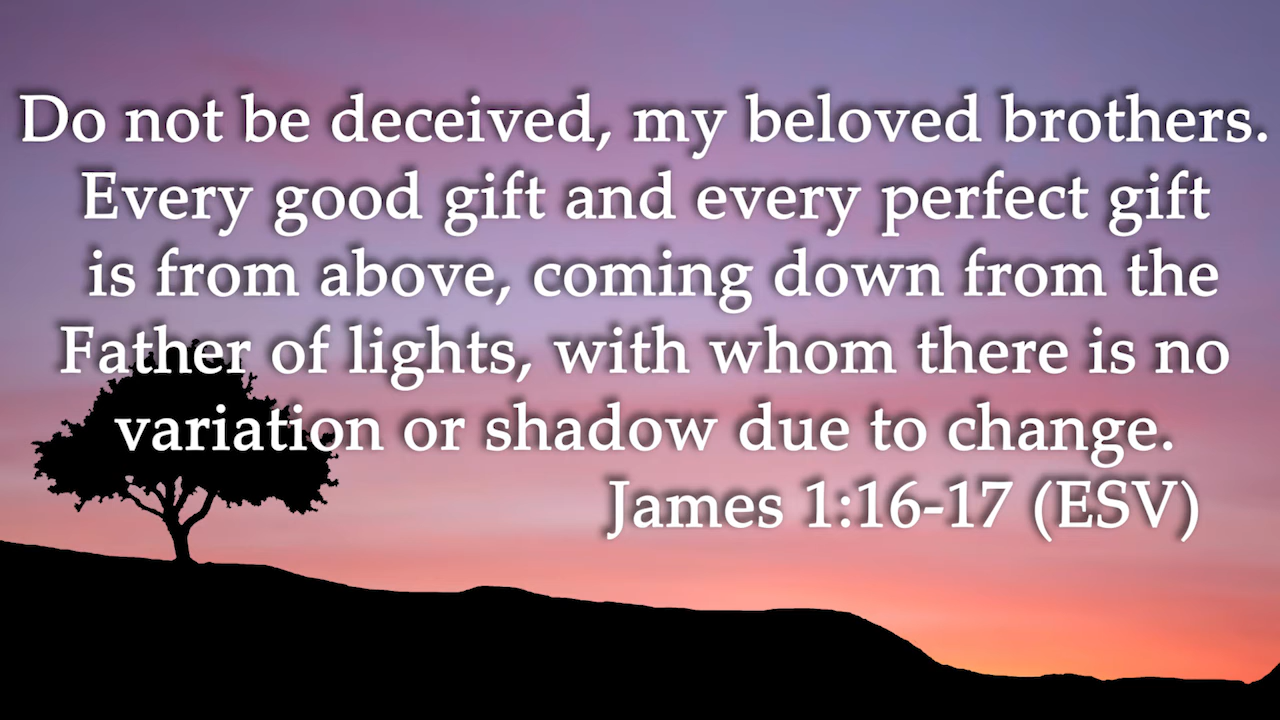 Do not be deceived, my beloved brothers.
Every good gift and every perfect gift
is from above, coming down from the
Father of lights, with whom there is no
variation or shadow due to change.
James 1:16-17 (ESV)